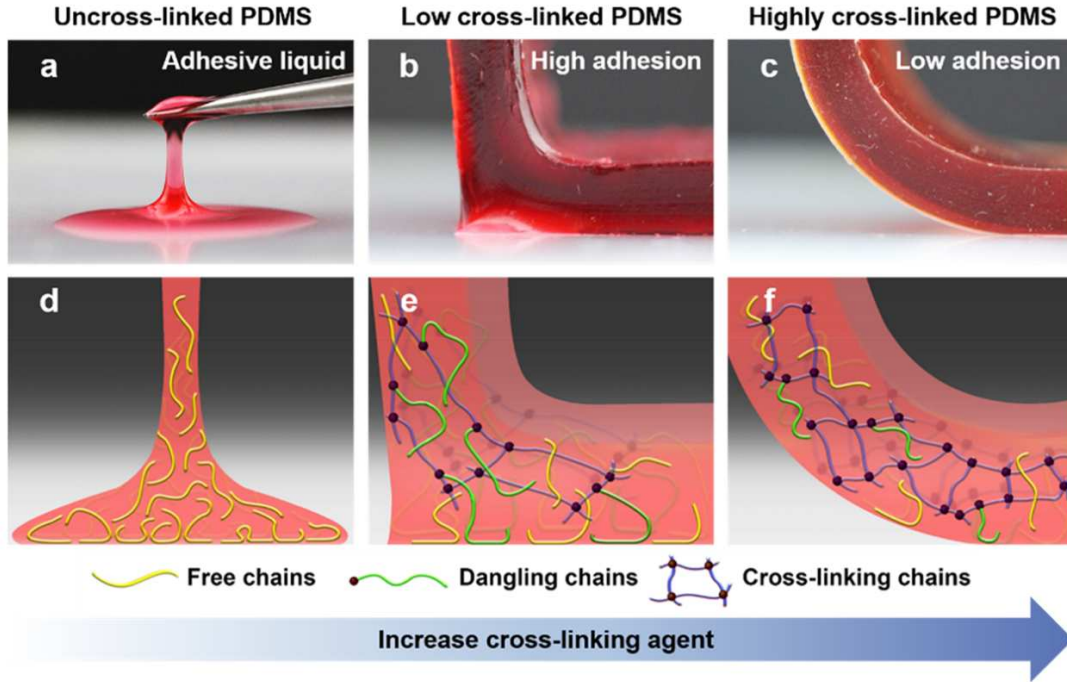 Uncross-linked PDMS
Low cross-linked PDMS
Highly cross-linked PDMS
a
Adhesive liquid
b
High adhesion
c
Low adhesion
d
e
f
Free chains
Dangling chains
Cross-linking chains
Increase cross-linking agent